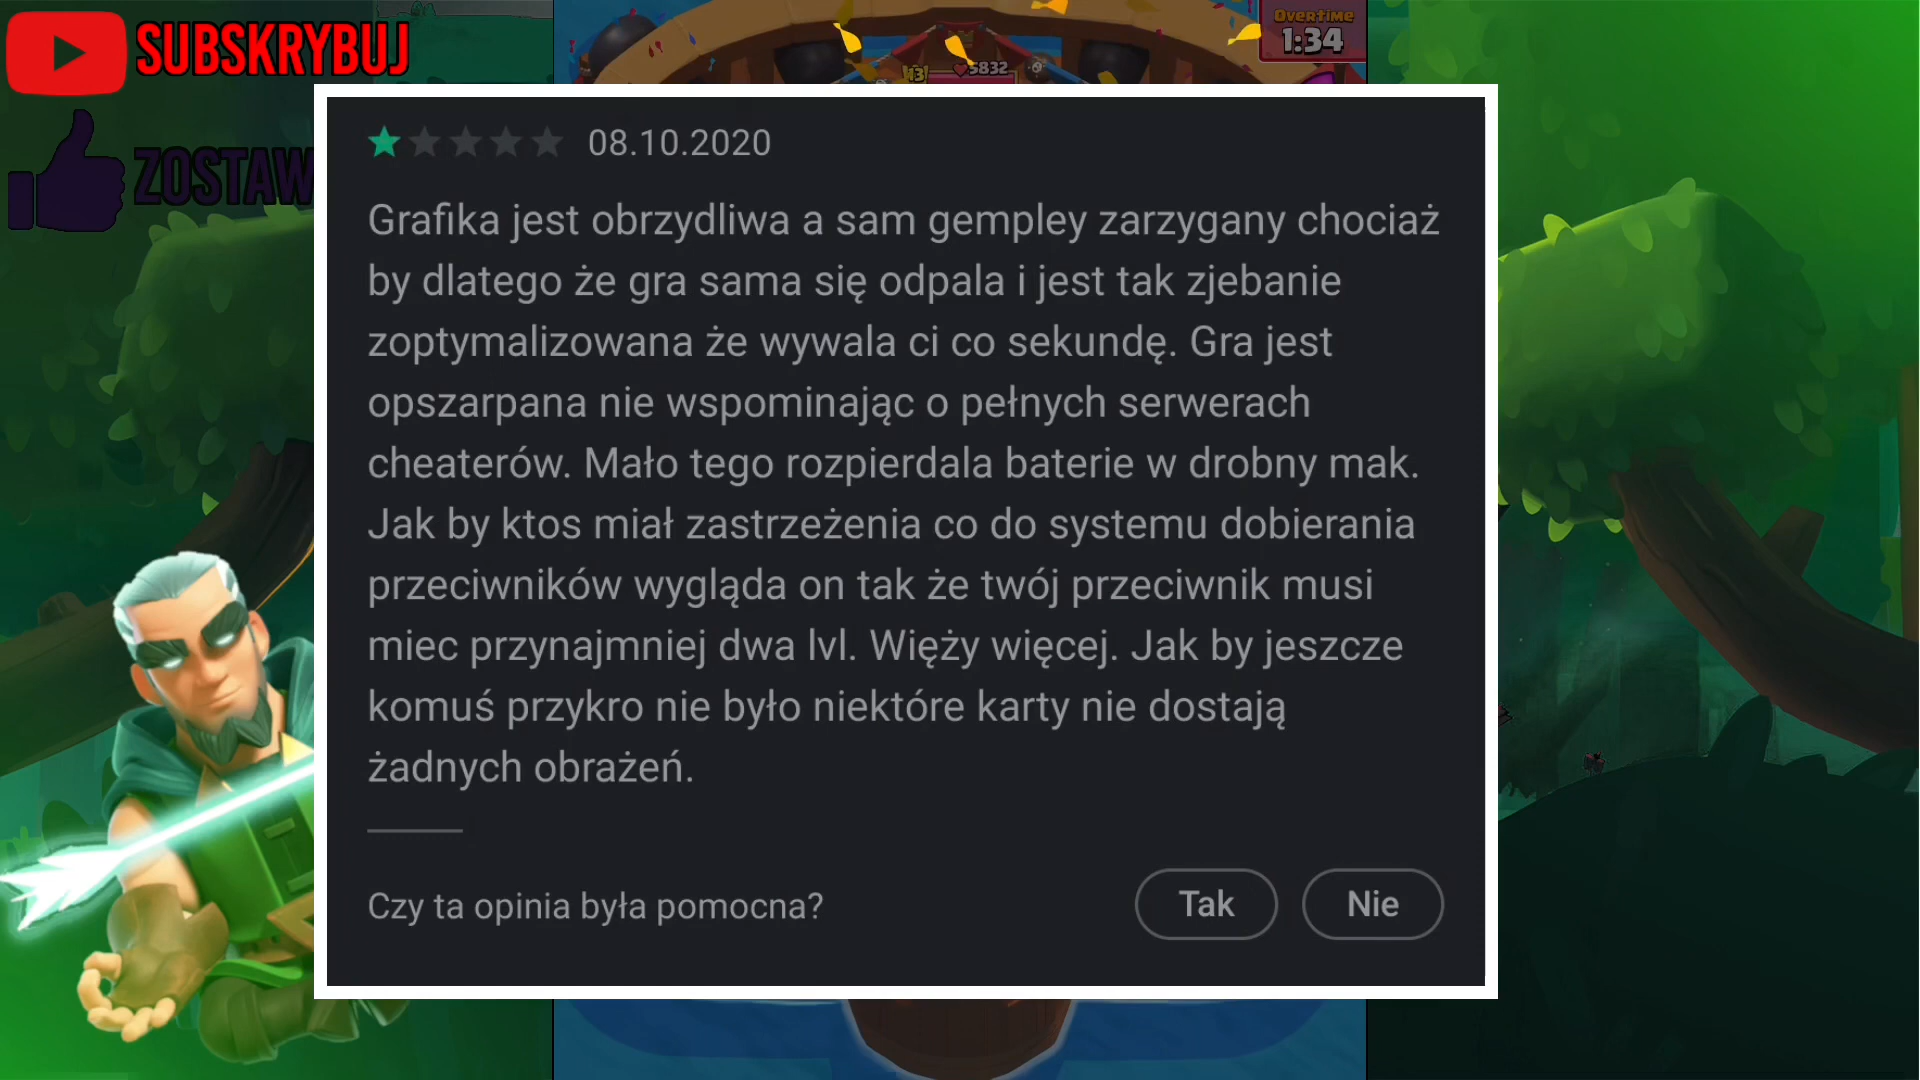 SUBSKRYBUJ
ZOSTAW
OVERTIME
1:34
13
5832
08.10.2020
Grafika jest obrzydliwa a sam gempley zarzygany chociaż
by dlatego że gra sama się odpala i jest tak zjebanie
zoptymalizowana że wywala ci co sekundę. Gra jest
opszarpana nie wspominając o pełnych serwerach
cheaterów. Mało tego rozpierdala baterie w drobny mak.
Jak by ktos miał zastrzeżenia co do systemu dobierania
przeciwników wygląda on tak że twój przeciwnik musi
miec przynajmniej dwa lvl. Więży więcej. Jak by jeszcze
komuś przykro nie było niektóre karty nie dostają
żadnych obrażeń.
Czy ta opinia była pomocna?
Tak
Nie